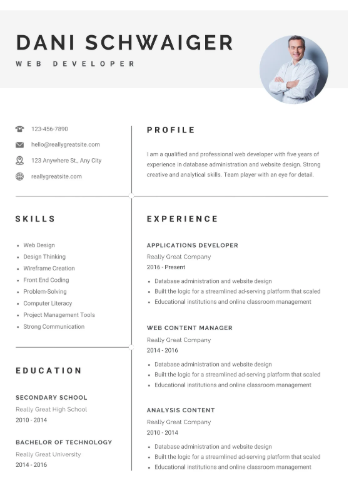 DANI SCHWAIGER
WEB DEVELOPER
123-456-7890
hello@reallygreatsite.com
123 Anywhere St., Any City
reallygreatsite.com
PROFILE
I am a qualified and professional web developer with five years of
experience in database administration and website design. Strong
creative and analytical skills. Team player with an eye for detail.
SKILLS
• Web Design
• Design Thinking
• Wireframe Creation
• Front End Coding
• Problem-Solving
• Computer Literacy
• Project Management Tools
• Strong Communication
EDUCATION
SECONDARY SCHOOL
Really Great High School
2010 - 2014
BACHELOR OF TECHNOLOGY
Really Great University
2014 - 2016
EXPERIENCE
APPLICATIONS DEVELOPER
Really Great Company
2016 - Present
• Database administration and website design
• Built the logic for a streamlined ad-serving platform that scaled
• Educational institutions and online classroom management
WEB CONTENT MANAGER
Really Great Company
2014 - 2016
• Database administration and website design
• Built the logic for a streamlined ad-serving platform that scaled
• Educational institutions and online classroom management
ANALYSIS CONTENT
Really Great Company
2010 - 2014
• Database administration and website design
• Built the logic for a streamlined ad-serving platform that scaled
• Educational institutions and online classroom management